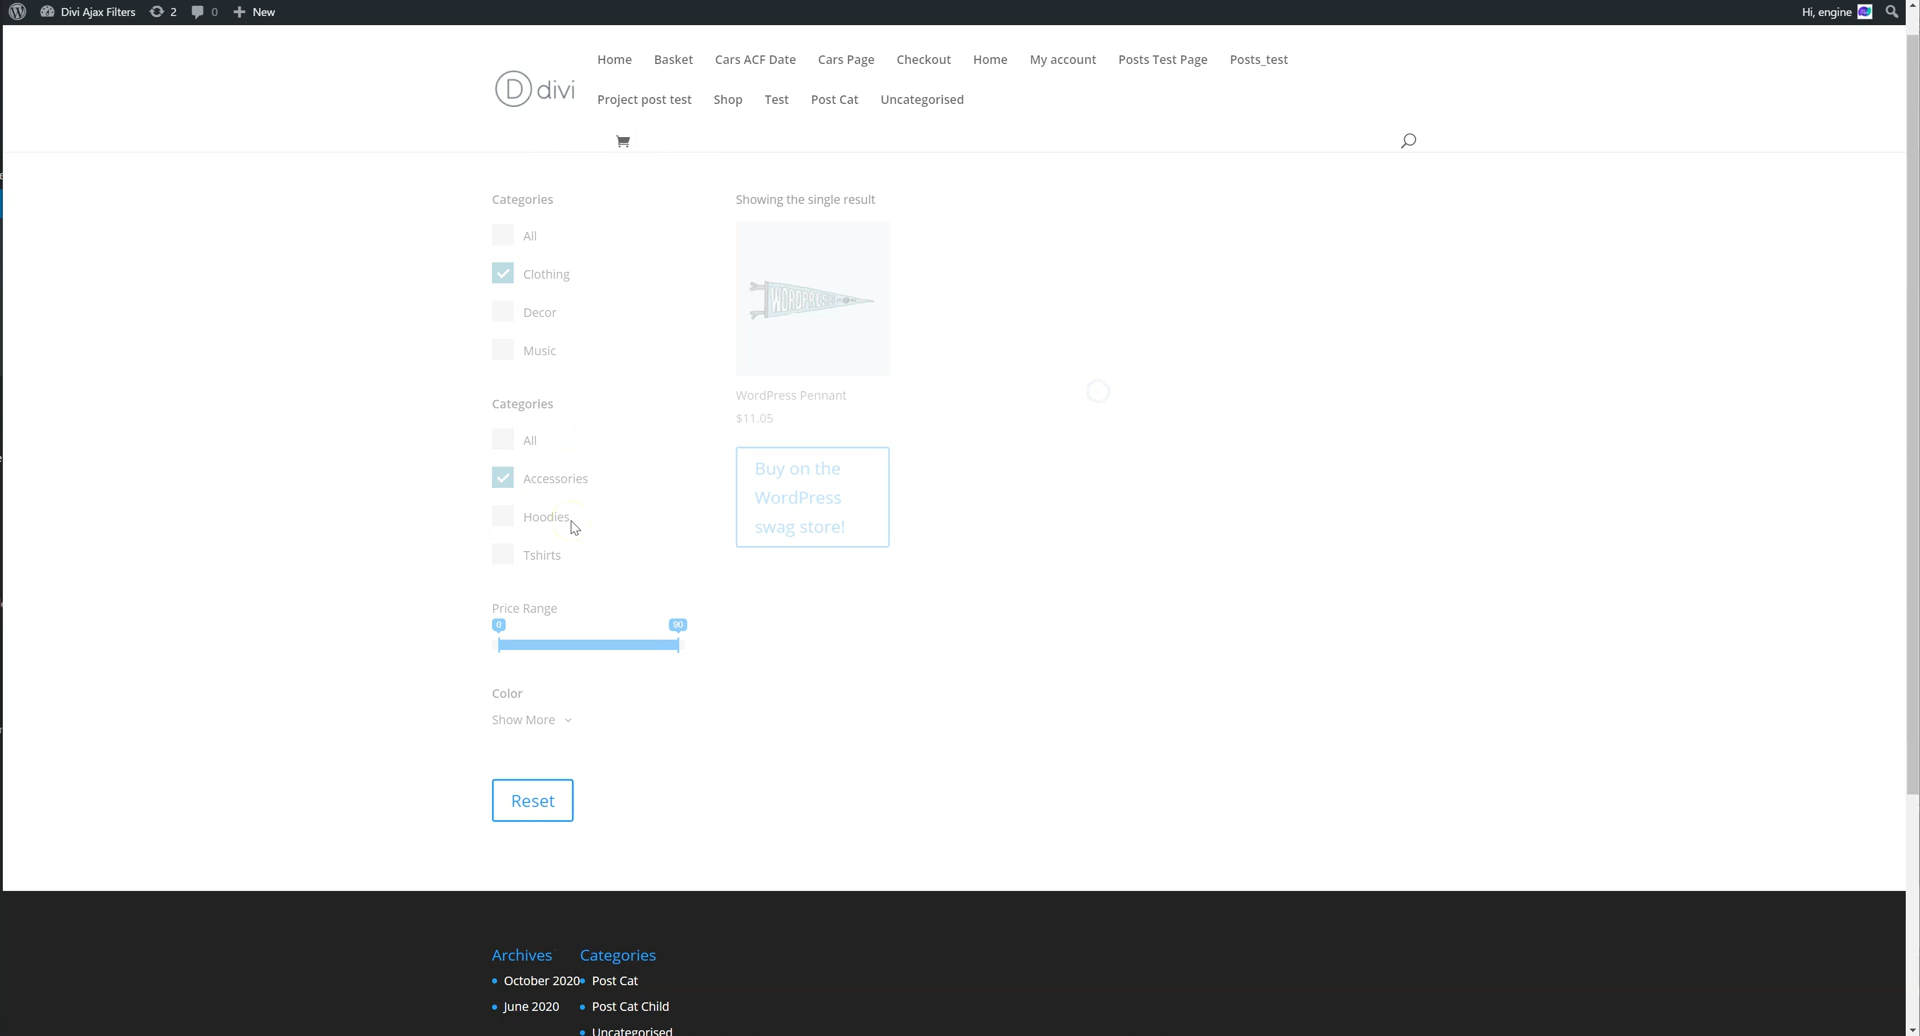 Divi Ajax Filters 2 0 New Hi, engine
Home Basket Cars ACF Date Cars Page Checkout Home My account Posts Test Page Posts_test
D divi
Project post test Shop Test Post Cat Uncategorised
Categories
All
Clothing
Decor
Music
Categories
All
Accessories
Hoodies
Tshirts
Price Range
0 90
Color
Show More
Reset
Showing the single result
WORDPRESS
WordPress Pennant
$11.05
Buy on the
WordPress
swag store!
Archives
October 2020
June 2020
Categories
Post Cat
Post Cat Child
Uncategorised